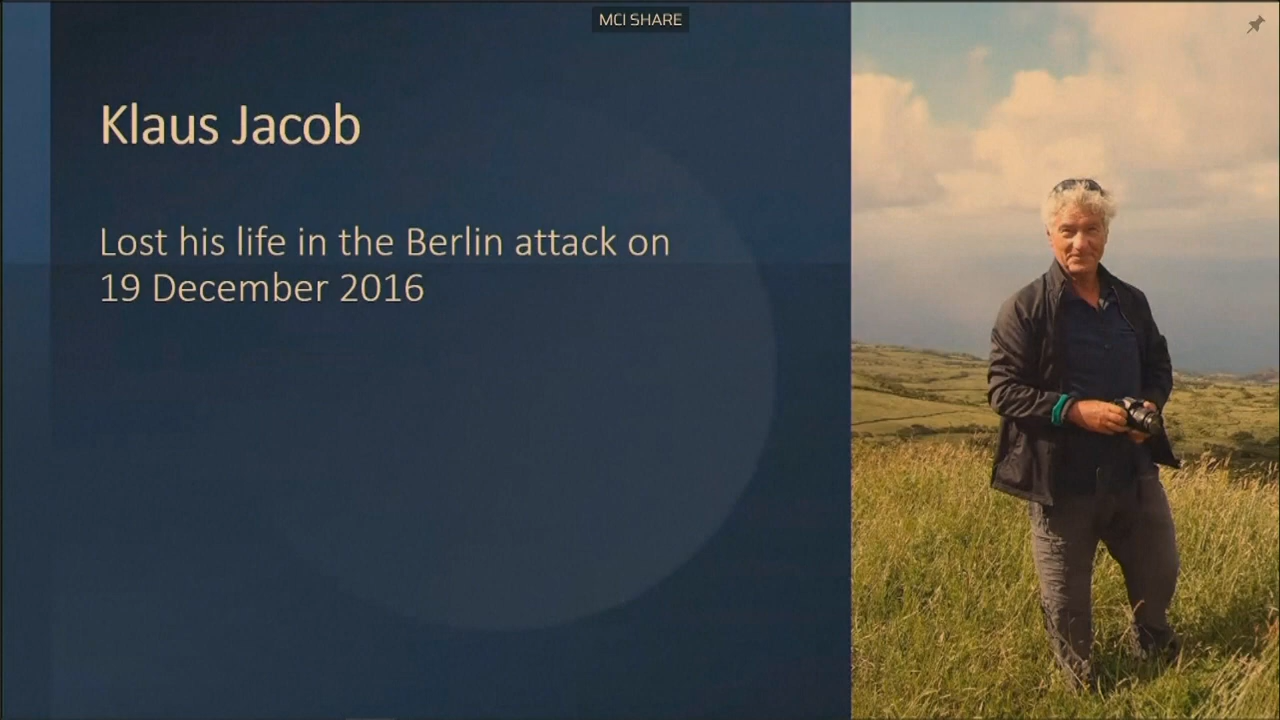 MCI SHARE
Klaus Jacob
Lost his life in the Berlin attack on
19 December 2016